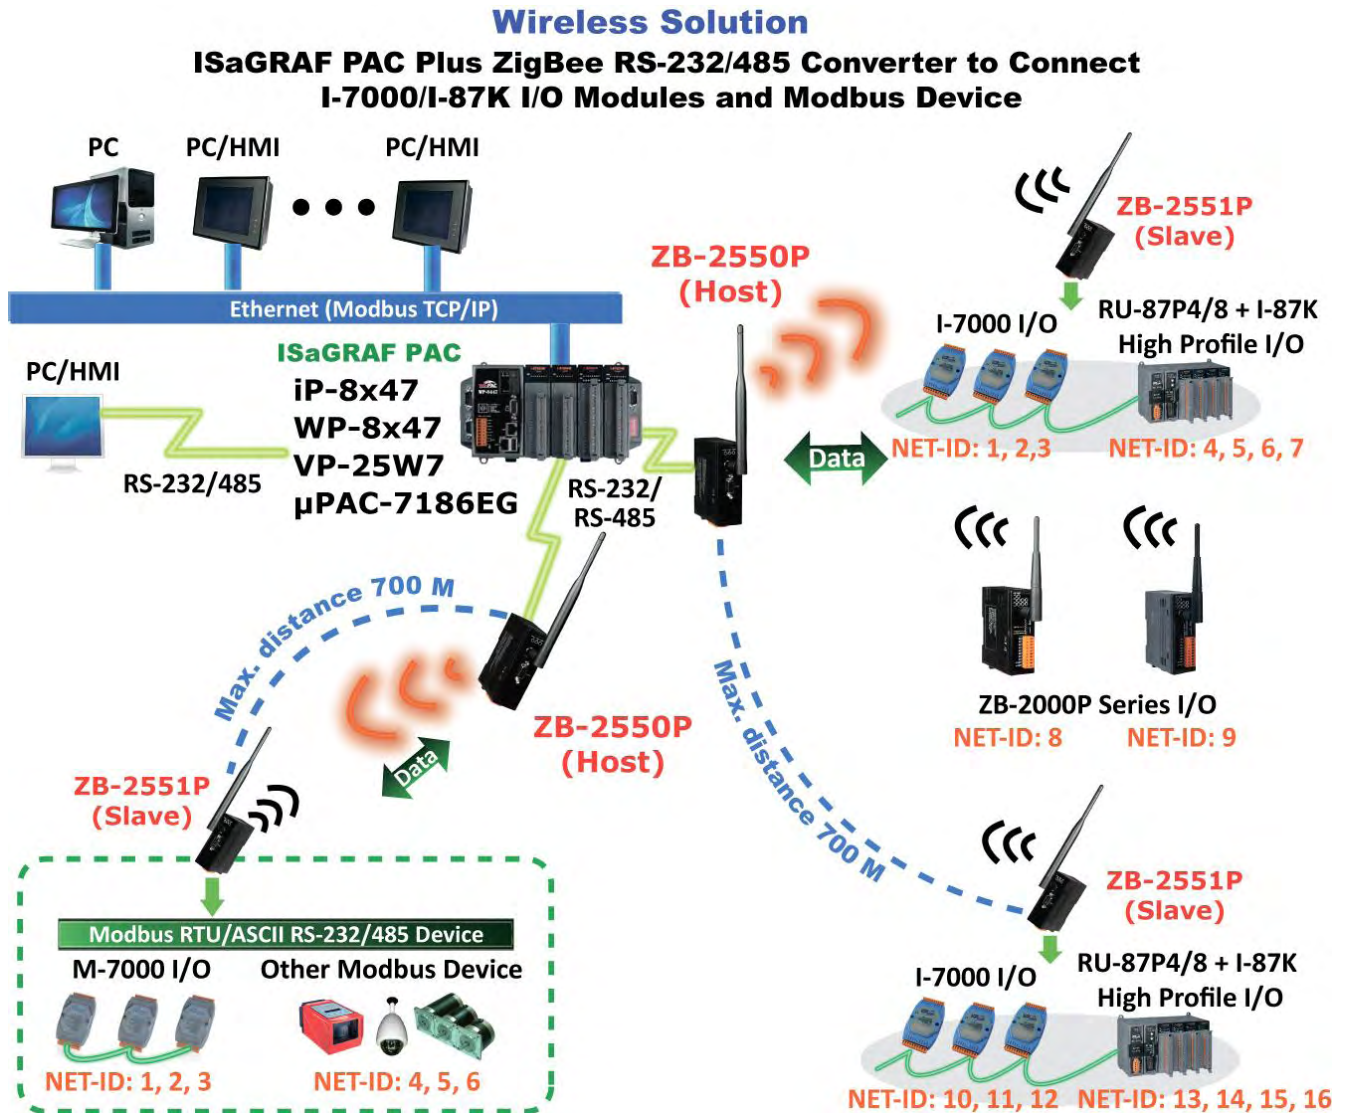 Wireless Solution
ISaGRAF PAC Plus ZigBee RS-232/485 Converter to Connect
I-7000/I-87K I/O Modules and Modbus Device
PC
PC/HMI
PC/HMI
Ethernet (Modbus TCP/IP)
PC/HMI
RS-232/485
ISaGRAF PAC
iP-8x47
WP-8x47
VP-25W7
µPAC-7186EG
RS-232/
RS-485
ZB-2550P
(Host)
Data
ZB-2551P
(Slave)
I-7000 I/O
RU-87P4/8 + I-87K
High Profile I/O
NET-ID: 1, 2,3
NET-ID: 4, 5, 6, 7
ZB-2000P Series I/O
NET-ID: 8
NET-ID: 9
Max. distance 700 M
Max. distance 700 M
ZB-2550P
(Host)
Data
ZB-2551P
(Slave)
Modbus RTU/ASCII RS-232/485 Device
M-7000 I/O
Other Modbus Device
NET-ID: 1, 2, 3
NET-ID: 4, 5, 6
ZB-2551P
(Slave)
I-7000 I/O
RU-87P4/8 + I-87K
High Profile I/O
NET-ID: 10, 11, 12
NET-ID: 13, 14, 15, 16